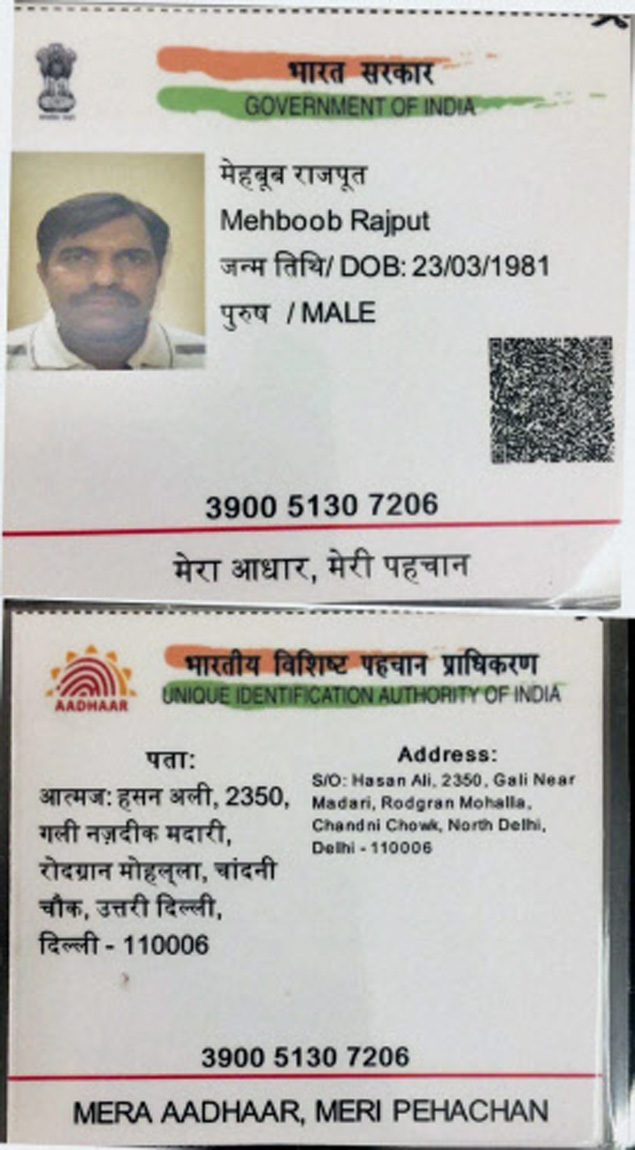 भारत सरकार
GOVERNMENT OF INDIA
मेहबूब राजपूत
Mehboob Rajput
जन्म तिथि/ DOB: 23/03/1981
पुरुष / MALE
3900 5130 7206
मेरा आधार, मेरी पहचान
भारतीय विशिष्ट पहचान प्राधिकरण
UNIQUE IDENTIFICATION AUTHORITY OF INDIA
AADHAAR
पता:
आत्मज: हसन अली, 2350,
गली नज़दीक मदारी,
रोदग्रान मोहल्ला, चांदनी
चौक, उत्तरी दिल्ली,
दिल्ली - 110006
Address:
S/O: Hasan Ali, 2350, Gali Near
Madari, Rodgran Mohalla,
Chandni Chowk, North Delhi,
Delhi - 110006
3900 5130 7206
MERA AADHAAR, MERI PEHACHAN